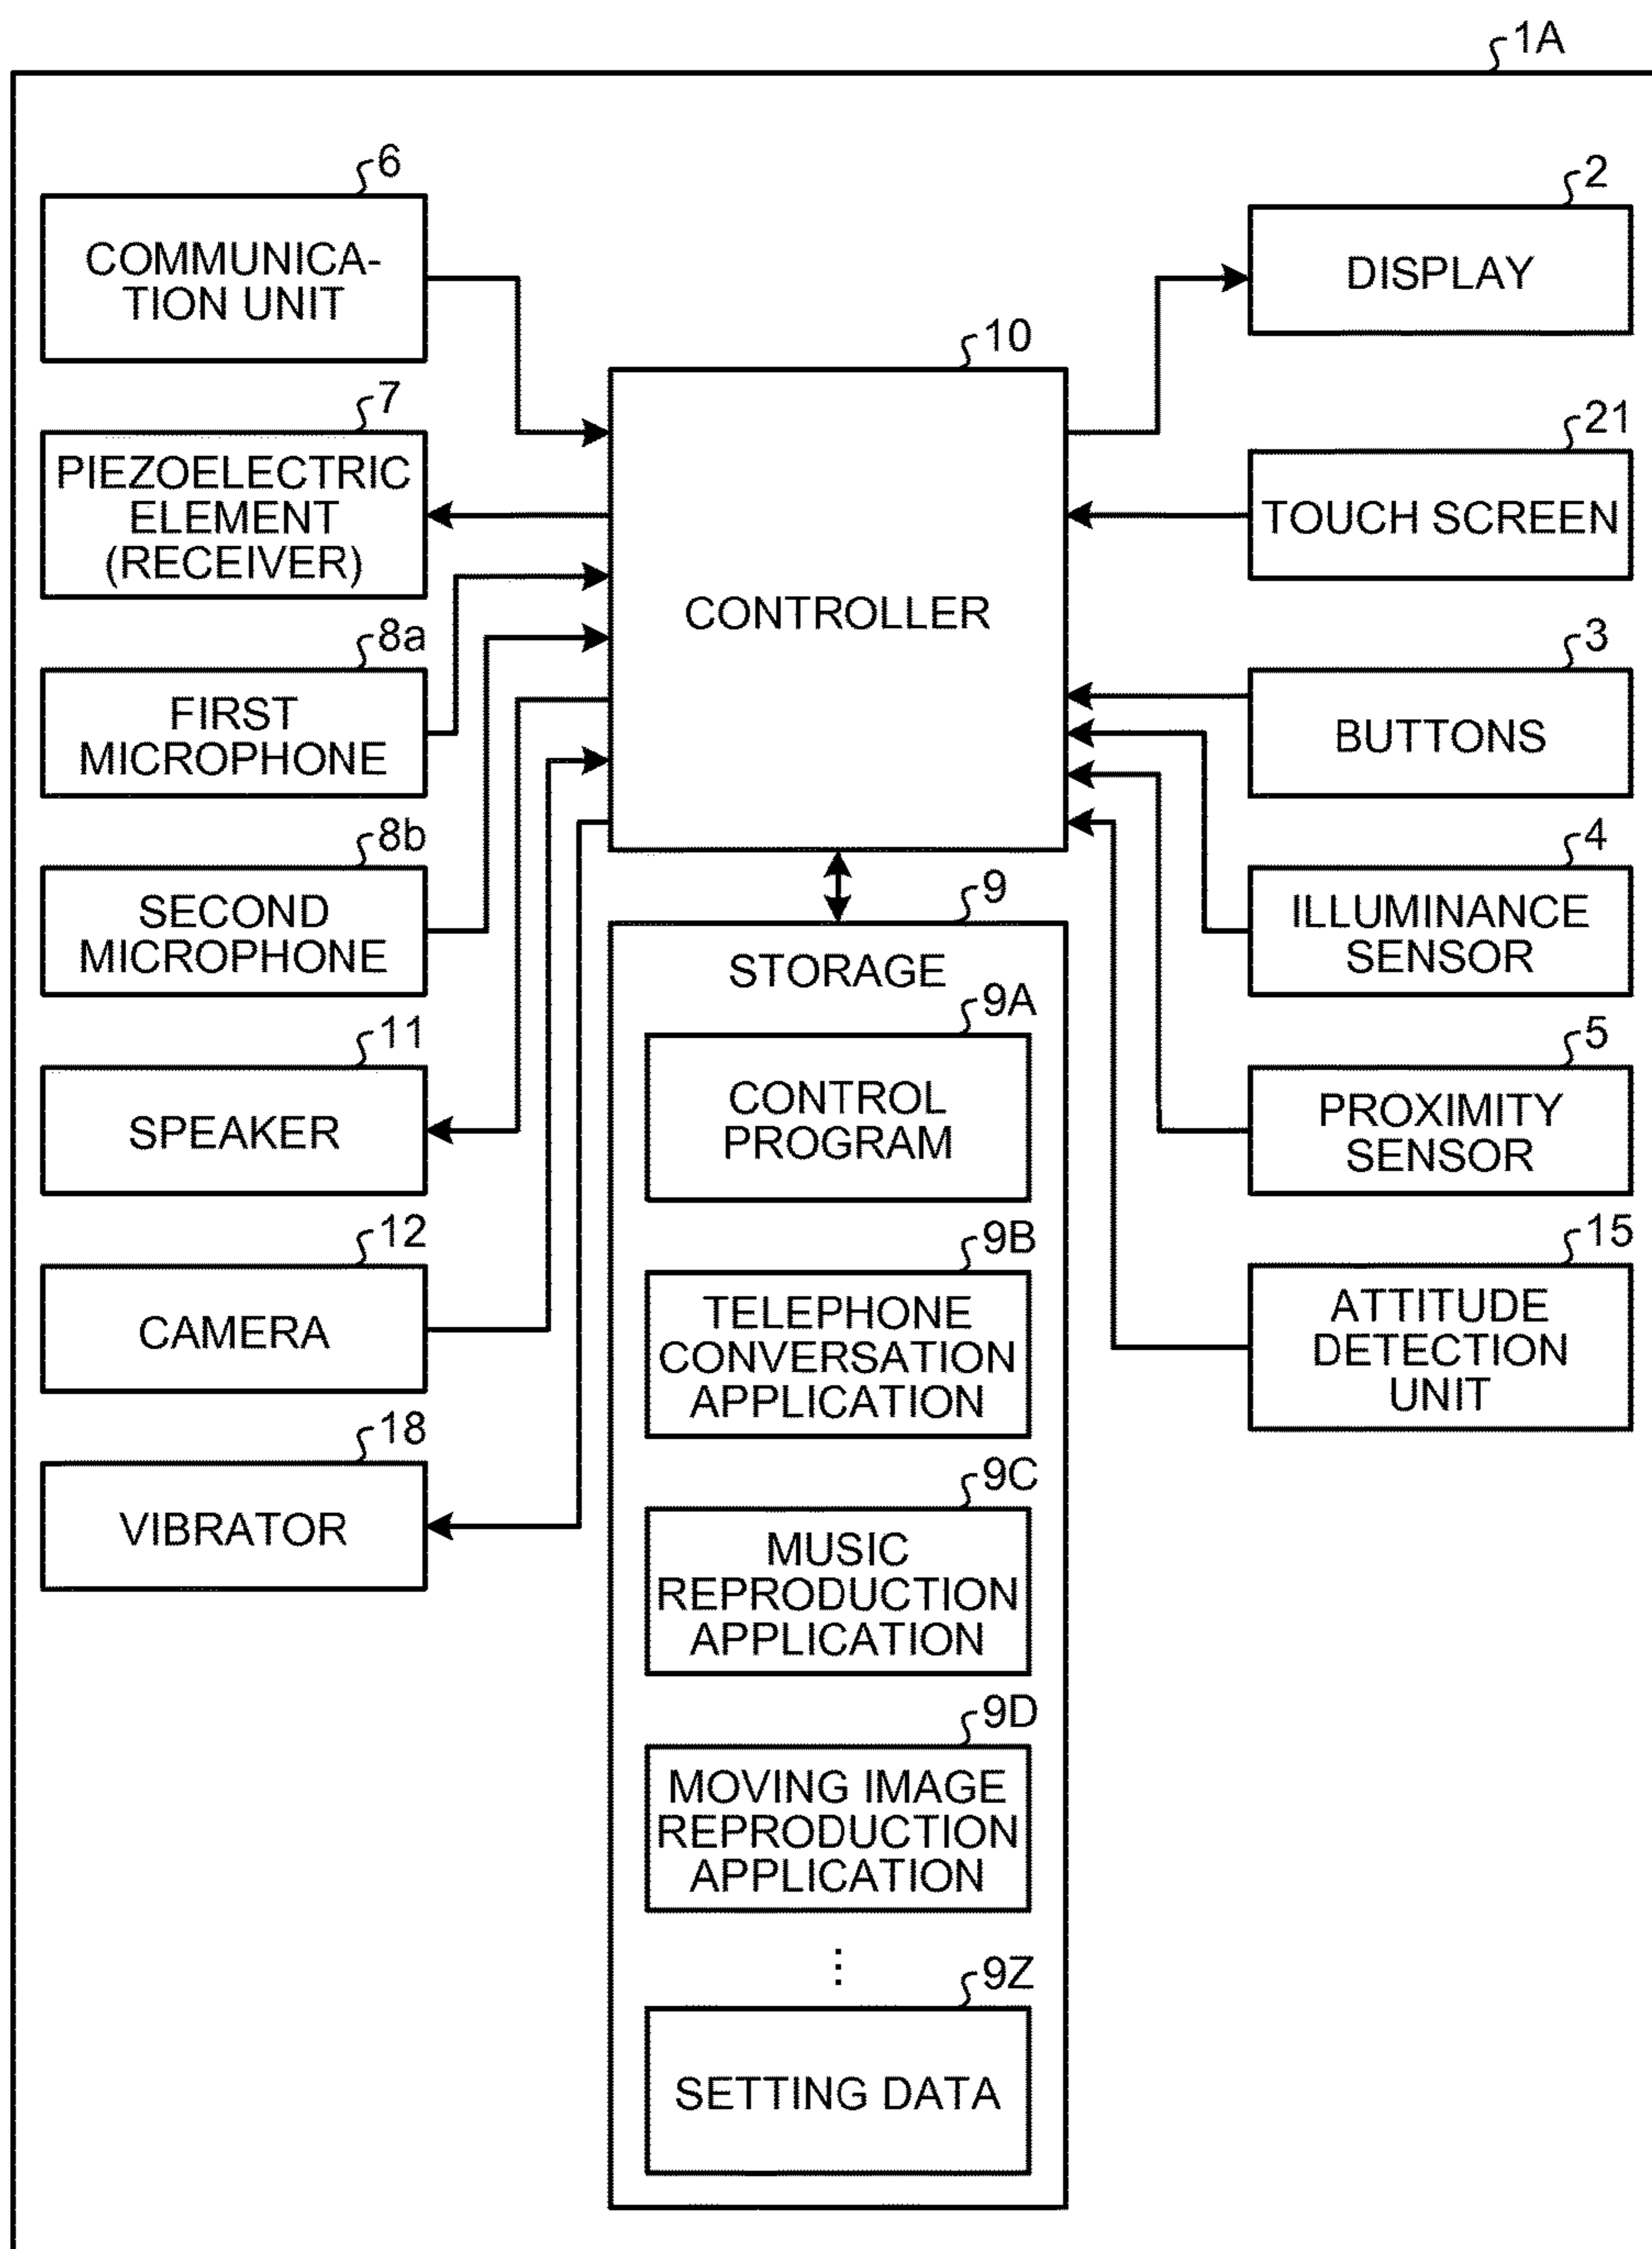 1A
6
COMMUNICA-
TION UNIT
7
PIEZOELECTRIC
ELEMENT
(RECEIVER)
8a
FIRST
MICROPHONE
8b
SECOND
MICROPHONE
11
SPEAKER
12
CAMERA
18
VIBRATOR
10
CONTROLLER
9
STORAGE
9A
CONTROL
PROGRAM
9B
TELEPHONE
CONVERSATION
APPLICATION
9C
MUSIC
REPRODUCTION
APPLICATION
9D
MOVING IMAGE
REPRODUCTION
APPLICATION
⋮
9Z
SETTING DATA
2
DISPLAY
21
TOUCH SCREEN
3
BUTTONS
4
ILLUMINANCE
SENSOR
5
PROXIMITY
SENSOR
15
ATTITUDE
DETECTION
UNIT